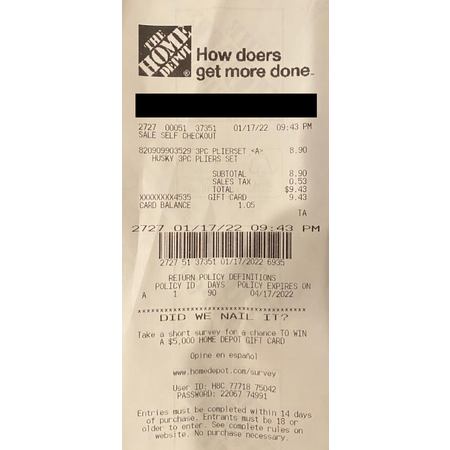 THE
HOME
DEPOT
®
How doers
get more done™
2727 00051 37351 01/17/22 09:43 PM
SALE SELF CHECKOUT
820909903529 3PC PLIERSET <A> 8.90
HUSKY 3PC PLIERS SET
SUBTOTAL 8.90
SALES TAX 0.53
TOTAL $9.43
XXXXXXXX4535 GIFT CARD 9.43
CARD BALANCE 1.05
TA
2727 01/17/22 09:43 PM
2727 51 37351 01/17/2022 6935
RETURN POLICY DEFINITIONS
POLICY ID DAYS POLICY EXPIRES ON
A 1 90 04/17/2022
DID WE NAIL IT?
Take a short survey for a chance TO WIN
A $5,000 HOME DEPOT GIFT CARD
Opine en español
www.homedepot.com/survey
User ID: H8C 77718 75042
PASSWORD: 22067 74991
Entries must be completed within 14 days
of purchase. Entrants must be 18 or
older to enter. See complete rules on
website. No purchase necessary.